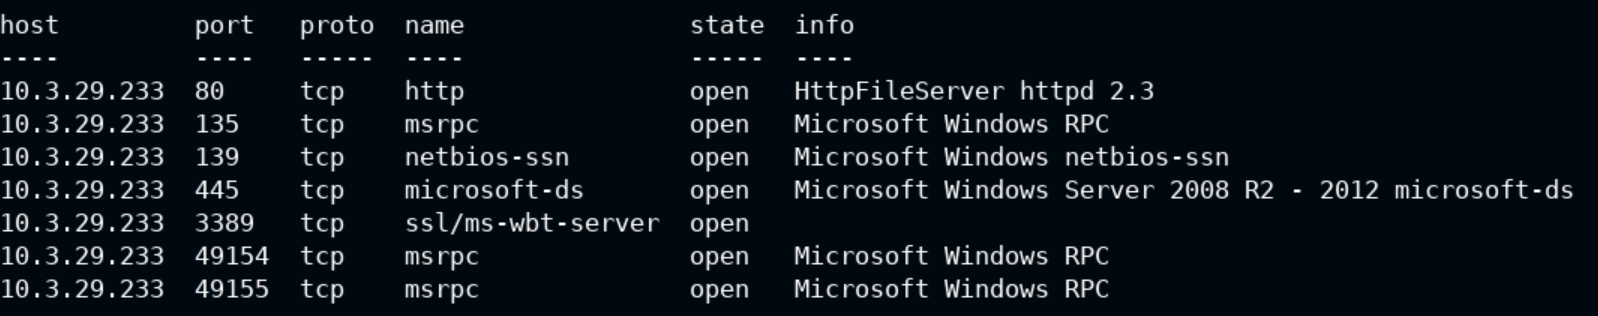 host         port   proto  name               state  info
----         ----   -----  ----               -----  ----
10.3.29.233  80     tcp    http               open   HttpFileServer httpd 2.3
10.3.29.233  135    tcp    msrpc              open   Microsoft Windows RPC
10.3.29.233  139    tcp    netbios-ssn        open   Microsoft Windows netbios-ssn
10.3.29.233  445    tcp    microsoft-ds       open   Microsoft Windows Server 2008 R2 - 2012 microsoft-ds
10.3.29.233  3389   tcp    ssl/ms-wbt-server  open
10.3.29.233  49154  tcp    msrpc              open   Microsoft Windows RPC
10.3.29.233  49155  tcp    msrpc              open   Microsoft Windows RPC